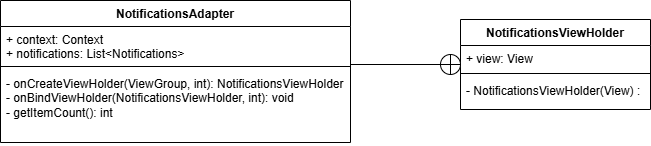 NotificationsAdapter
+ context: Context
+ notifications: List<Notifications>
- onCreateViewHolder(ViewGroup, int): NotificationsViewHolder
- onBindViewHolder(NotificationsViewHolder, int): void
- getItemCount(): int
NotificationsViewHolder
+ view: View
- NotificationsViewHolder(View) :